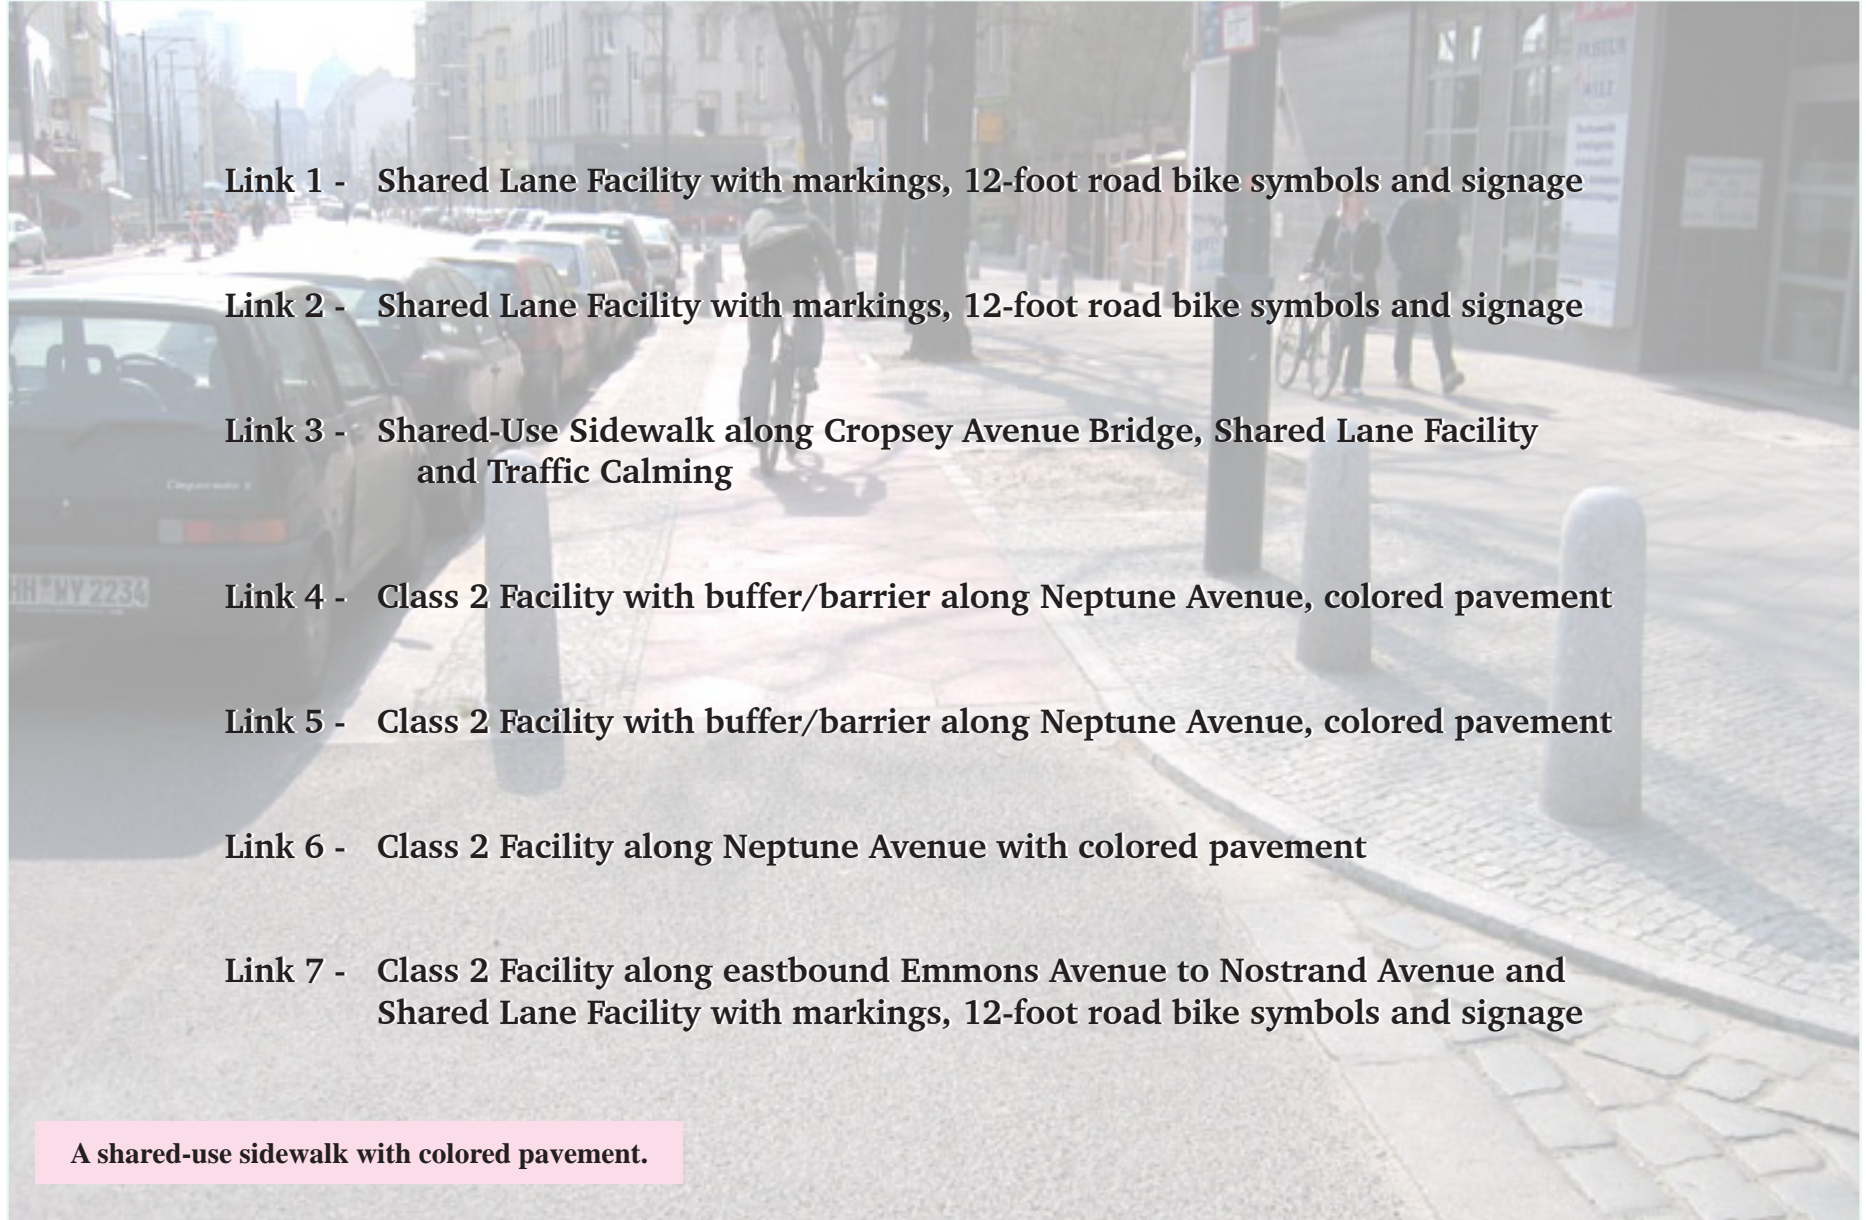 Link 1 - Shared Lane Facility with markings, 12-foot road bike symbols and signage
Link 2 - Shared Lane Facility with markings, 12-foot road bike symbols and signage
Link 3 - Shared-Use Sidewalk along Cropsey Avenue Bridge, Shared Lane Facility
and Traffic Calming
Link 4 - Class 2 Facility with buffer/barrier along Neptune Avenue, colored pavement
Link 5 - Class 2 Facility with buffer/barrier along Neptune Avenue, colored pavement
Link 6 - Class 2 Facility along Neptune Avenue with colored pavement
Link 7 - Class 2 Facility along eastbound Emmons Avenue to Nostrand Avenue and
Shared Lane Facility with markings, 12-foot road bike symbols and signage
A shared-use sidewalk with colored pavement.
2234